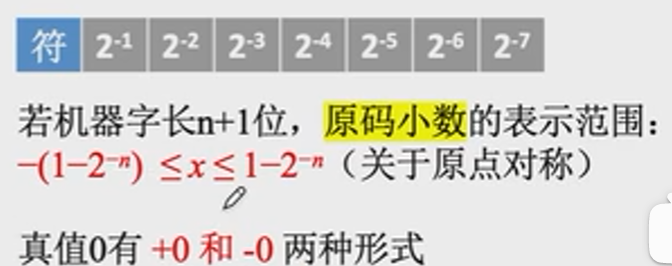 符 2⁻¹ 2⁻² 2⁻³ 2⁻⁴ 2⁻⁵ 2⁻⁶ 2⁻⁷
若机器字长n+1位，原码小数的表示范围：
−(1−2⁻ⁿ) ≤ x ≤ 1−2⁻ⁿ（关于原点对称）
真值0有 +0 和 -0 两种形式